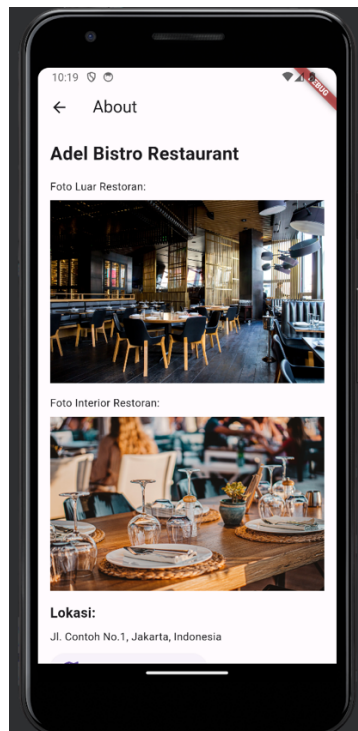 10:19
DEBUG
About
Adel Bistro Restaurant
Foto Luar Restoran:
Foto Interior Restoran:
Lokasi:
Jl. Contoh No.1, Jakarta, Indonesia